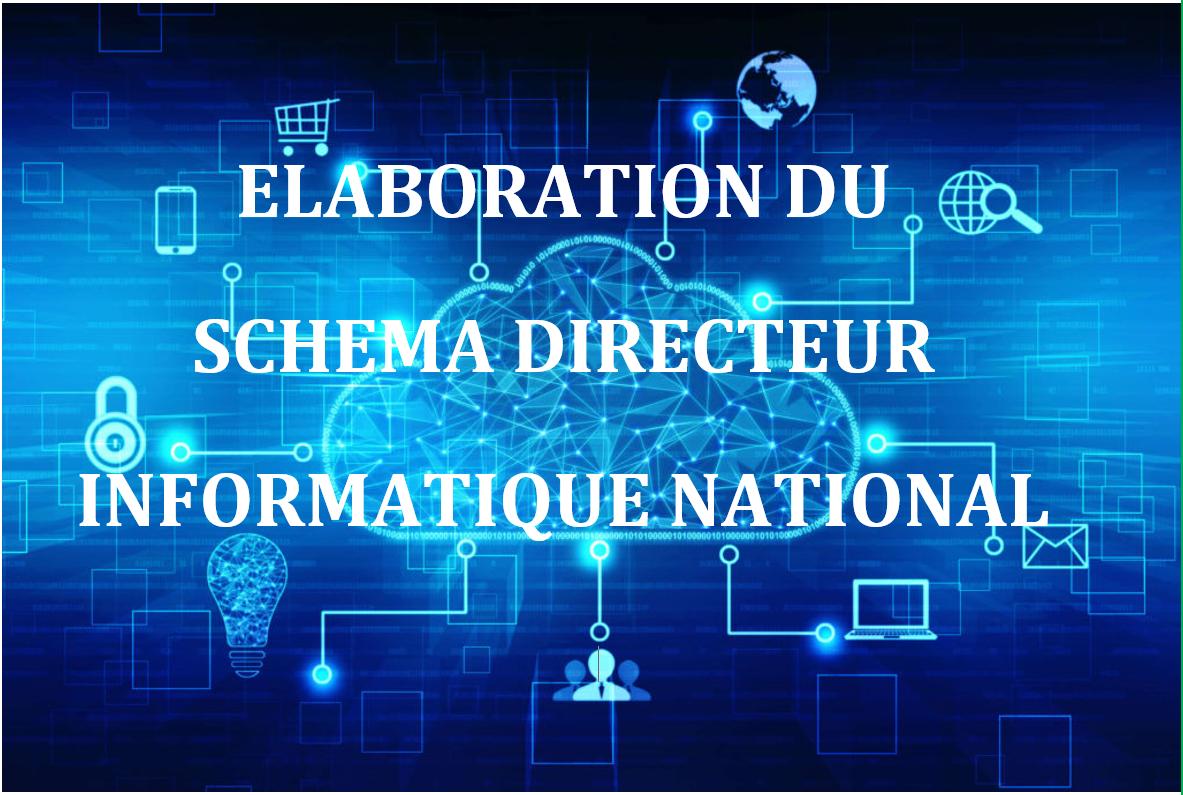 ELABORATION DU
SCHEMA DIRECTEUR
INFORMATIQUE NATIONAL